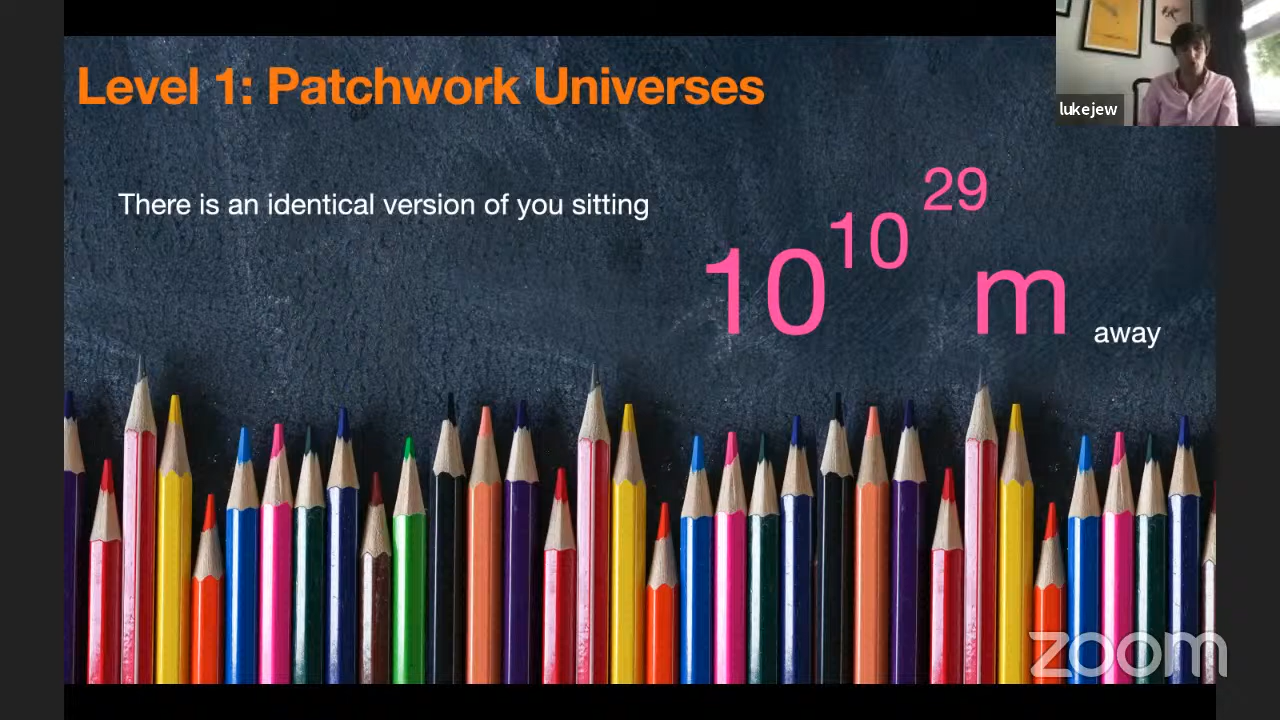 Level 1: Patchwork Universes
lukejew
There is an identical version of you sitting
10^10^29 m away
zoom